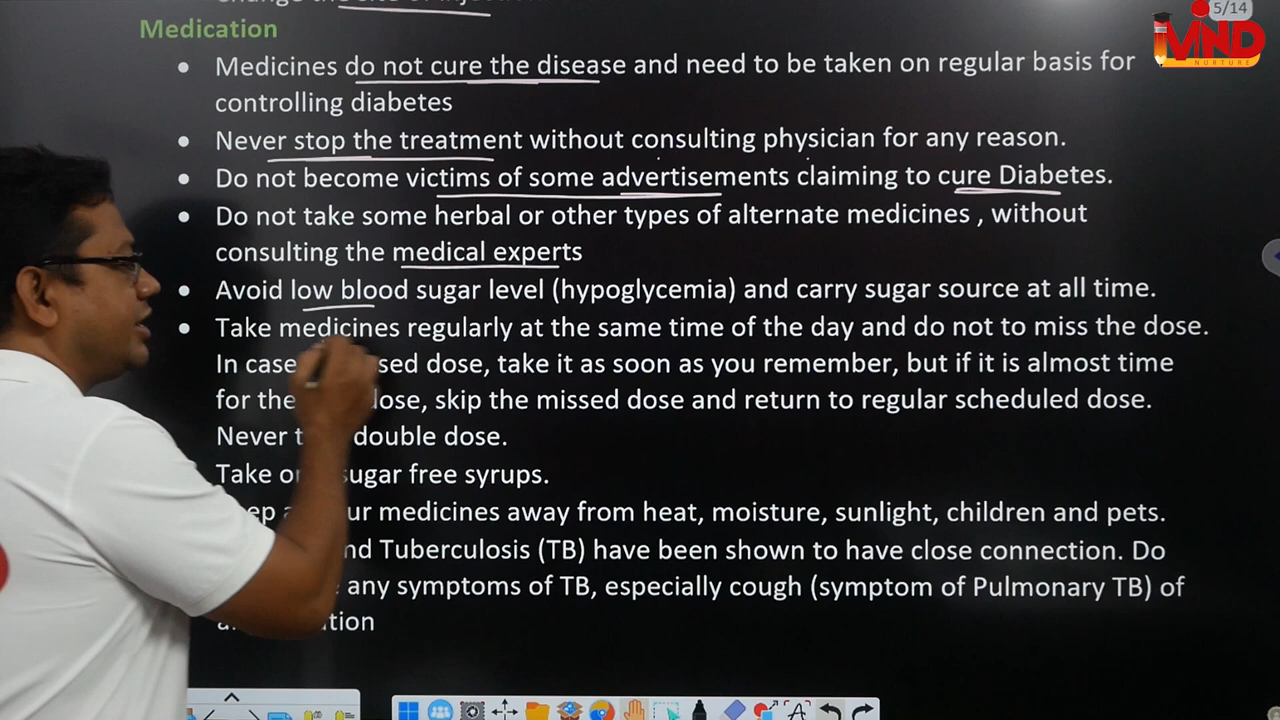 5/14
MIND
NURTURE
Medication
• Medicines do not cure the disease and need to be taken on regular basis for
controlling diabetes
• Never stop the treatment without consulting physician for any reason.
• Do not become victims of some advertisements claiming to cure Diabetes.
• Do not take some herbal or other types of alternate medicines , without
consulting the medical experts
• Avoid low blood sugar level (hypoglycemia) and carry sugar source at all time.
• Take medicines regularly at the same time of the day and do not to miss the dose.
In case sed dose, take it as soon as you remember, but if it is almost time
for the dose, skip the missed dose and return to regular scheduled dose.
Never double dose.
Take sugar free syrups.
medicines away from heat, moisture, sunlight, children and pets.
Tuberculosis (TB) have been shown to have close connection. Do
any symptoms of TB, especially cough (symptom of Pulmonary TB) of